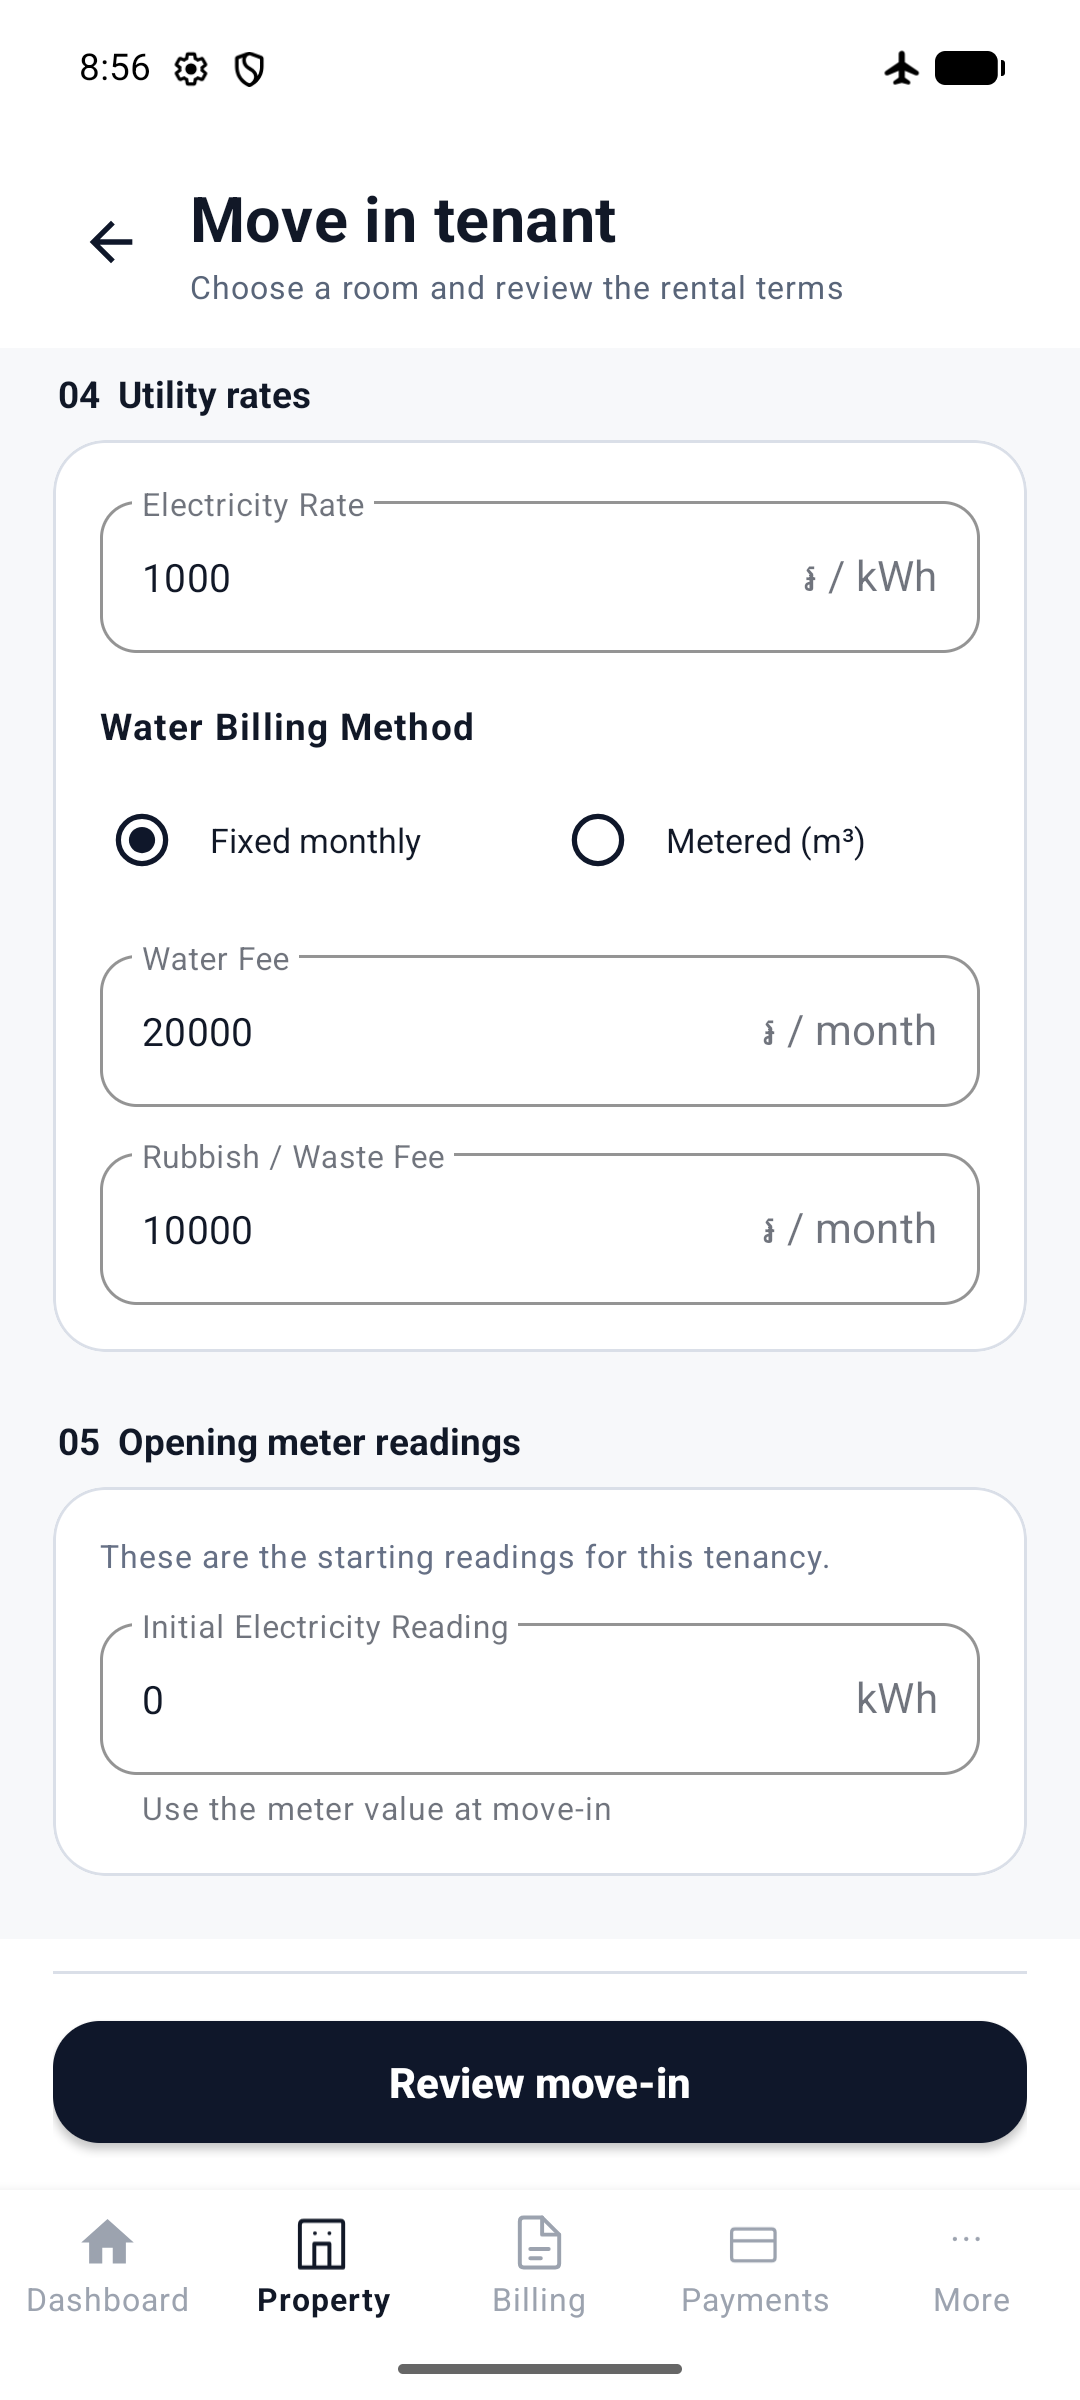 8:56
Move in tenant
Choose a room and review the rental terms
04 Utility rates
Electricity Rate
1000 ៛ / kWh
Water Billing Method
Fixed monthly
Metered (m³)
Water Fee
20000 ៛ / month
Rubbish / Waste Fee
10000 ៛ / month
05 Opening meter readings
These are the starting readings for this tenancy.
Initial Electricity Reading
0 kWh
Use the meter value at move-in
Review move-in
Dashboard
Property
Billing
Payments
More